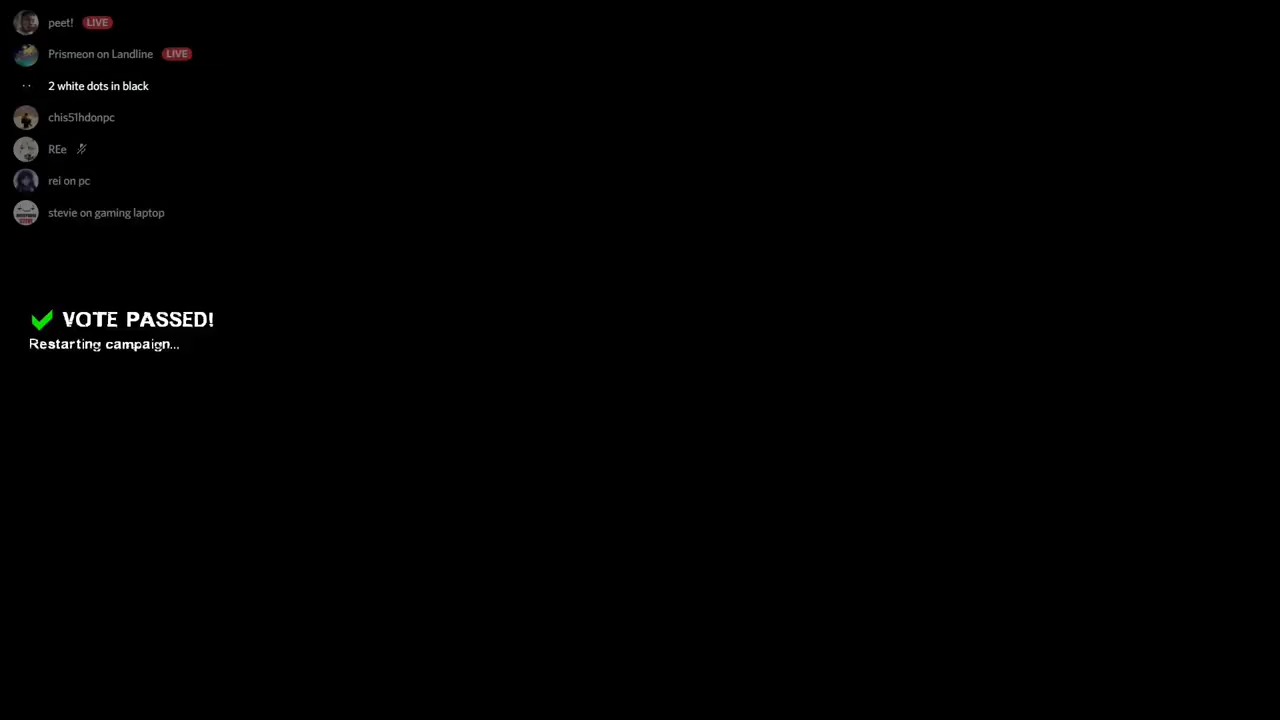 peet! LIVE
Prismeon on Landline LIVE
2 white dots in black
chis51hdonpc
REe
rei on pc
stevie on gaming laptop
VOTE PASSED!
Restarting campaign...